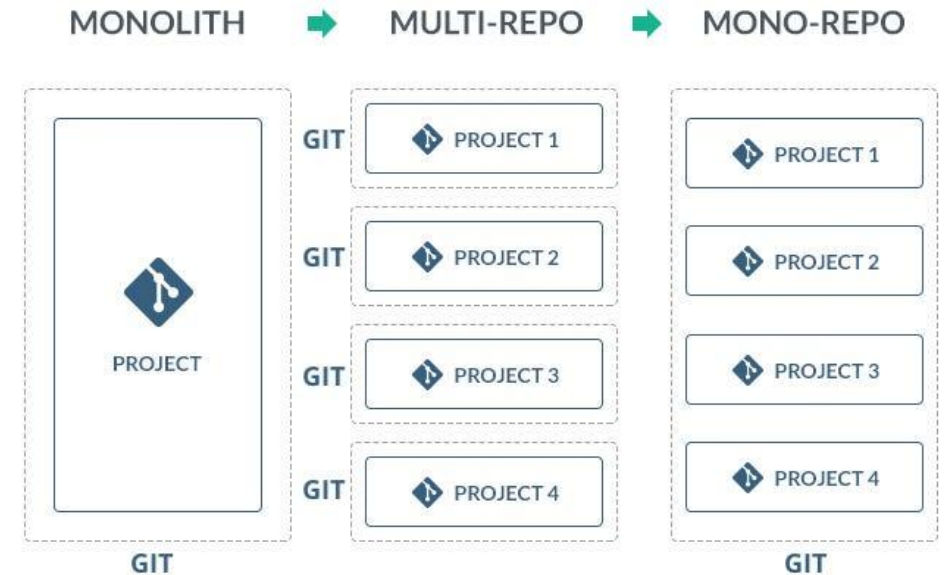 MONOLITH
MULTI-REPO
MONO-REPO
PROJECT
GIT
GIT
PROJECT 1
GIT
PROJECT 2
GIT
PROJECT 3
GIT
PROJECT 4
PROJECT 1
PROJECT 2
PROJECT 3
PROJECT 4
GIT